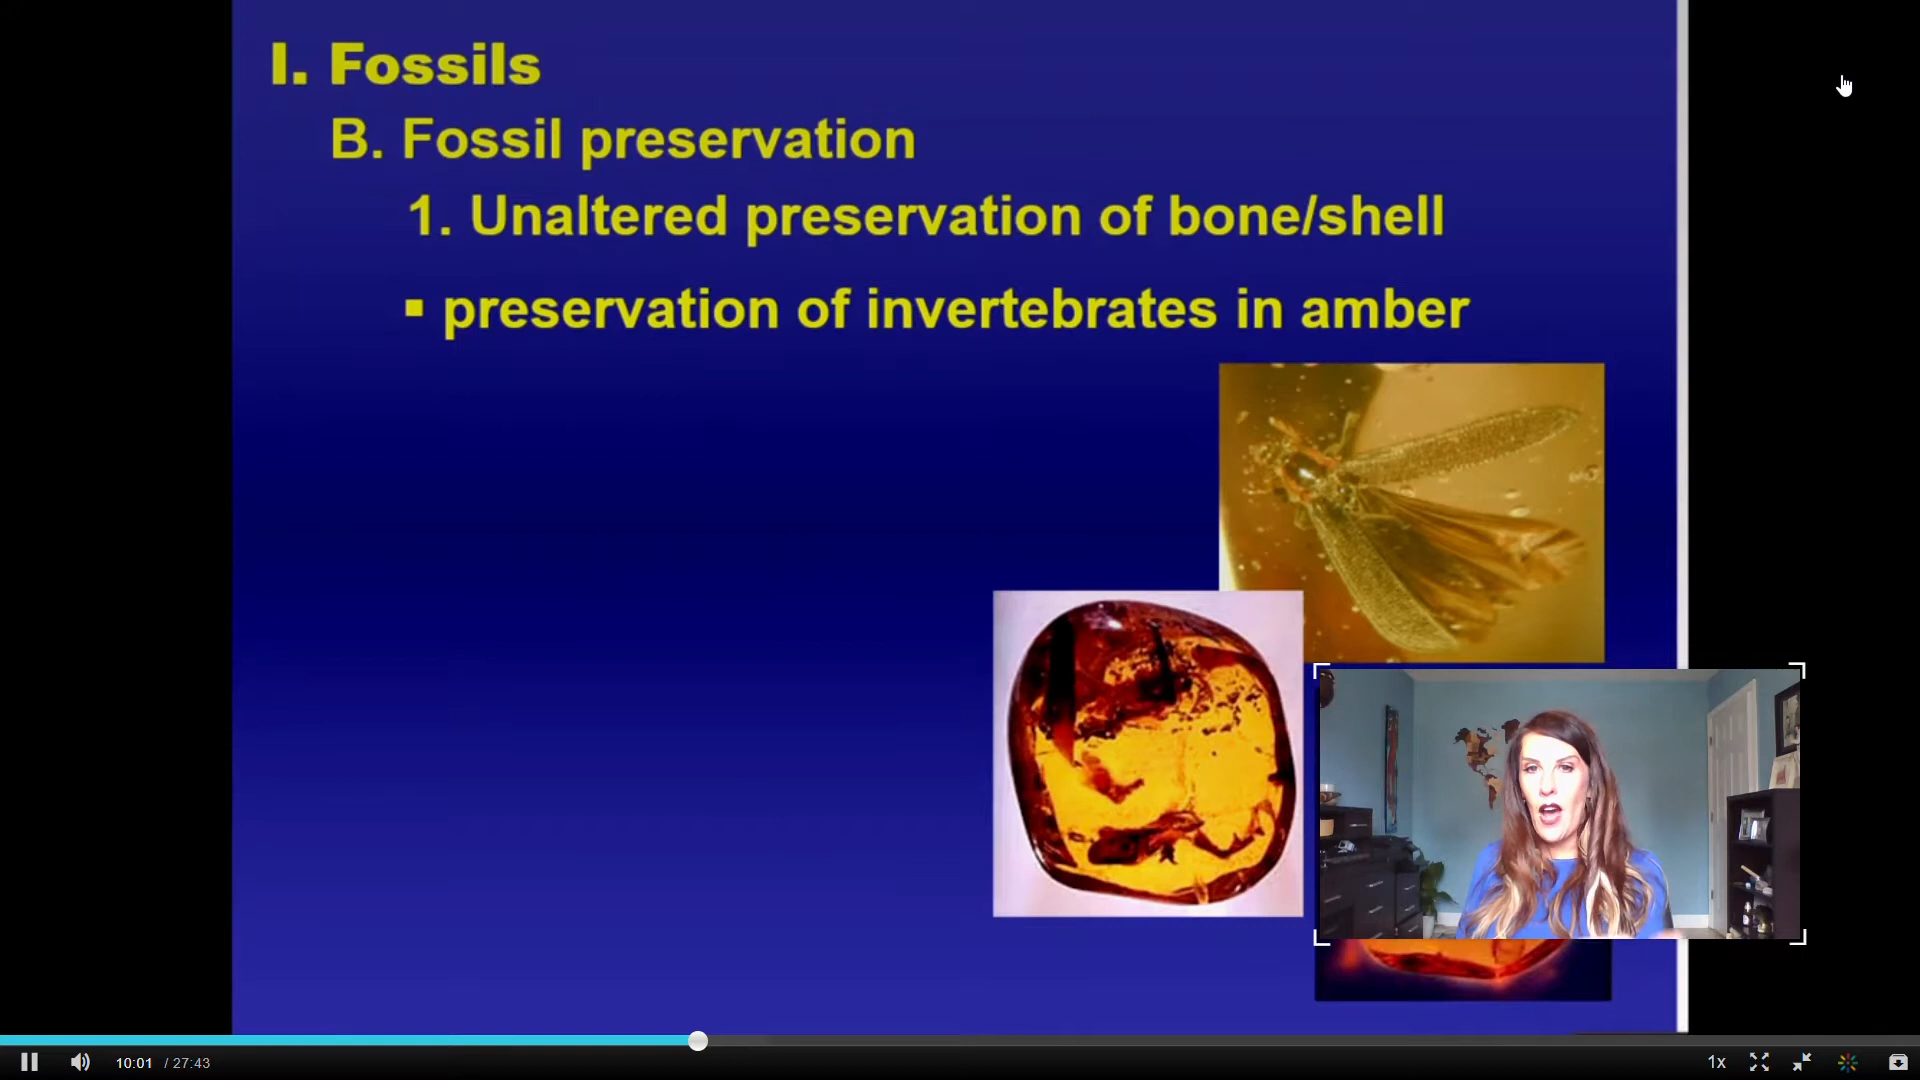 I. Fossils
B. Fossil preservation
1. Unaltered preservation of bone/shell
▪ preservation of invertebrates in amber
10:01 / 27:43
1x